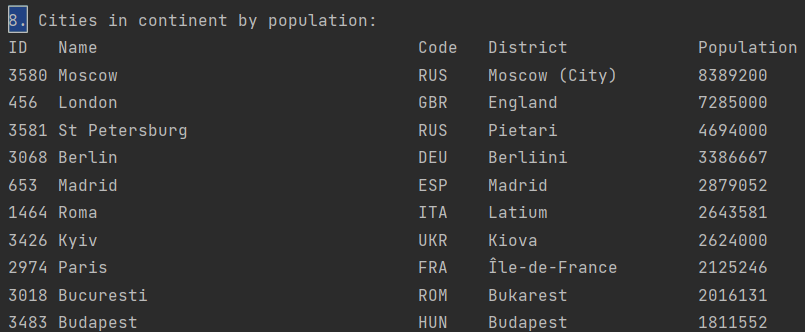 8. Cities in continent by population:
ID Name Code District Population
3580 Moscow RUS Moscow (City) 8389200
456 London GBR England 7285000
3581 St Petersburg RUS Pietari 4694000
3068 Berlin DEU Berliini 3386667
653 Madrid ESP Madrid 2879052
1464 Roma ITA Latium 2643581
3426 Kyiv UKR Kiova 2624000
2974 Paris FRA Île-de-France 2125246
3018 Bucuresti ROM Bukarest 2016131
3483 Budapest HUN Budapest 1811552